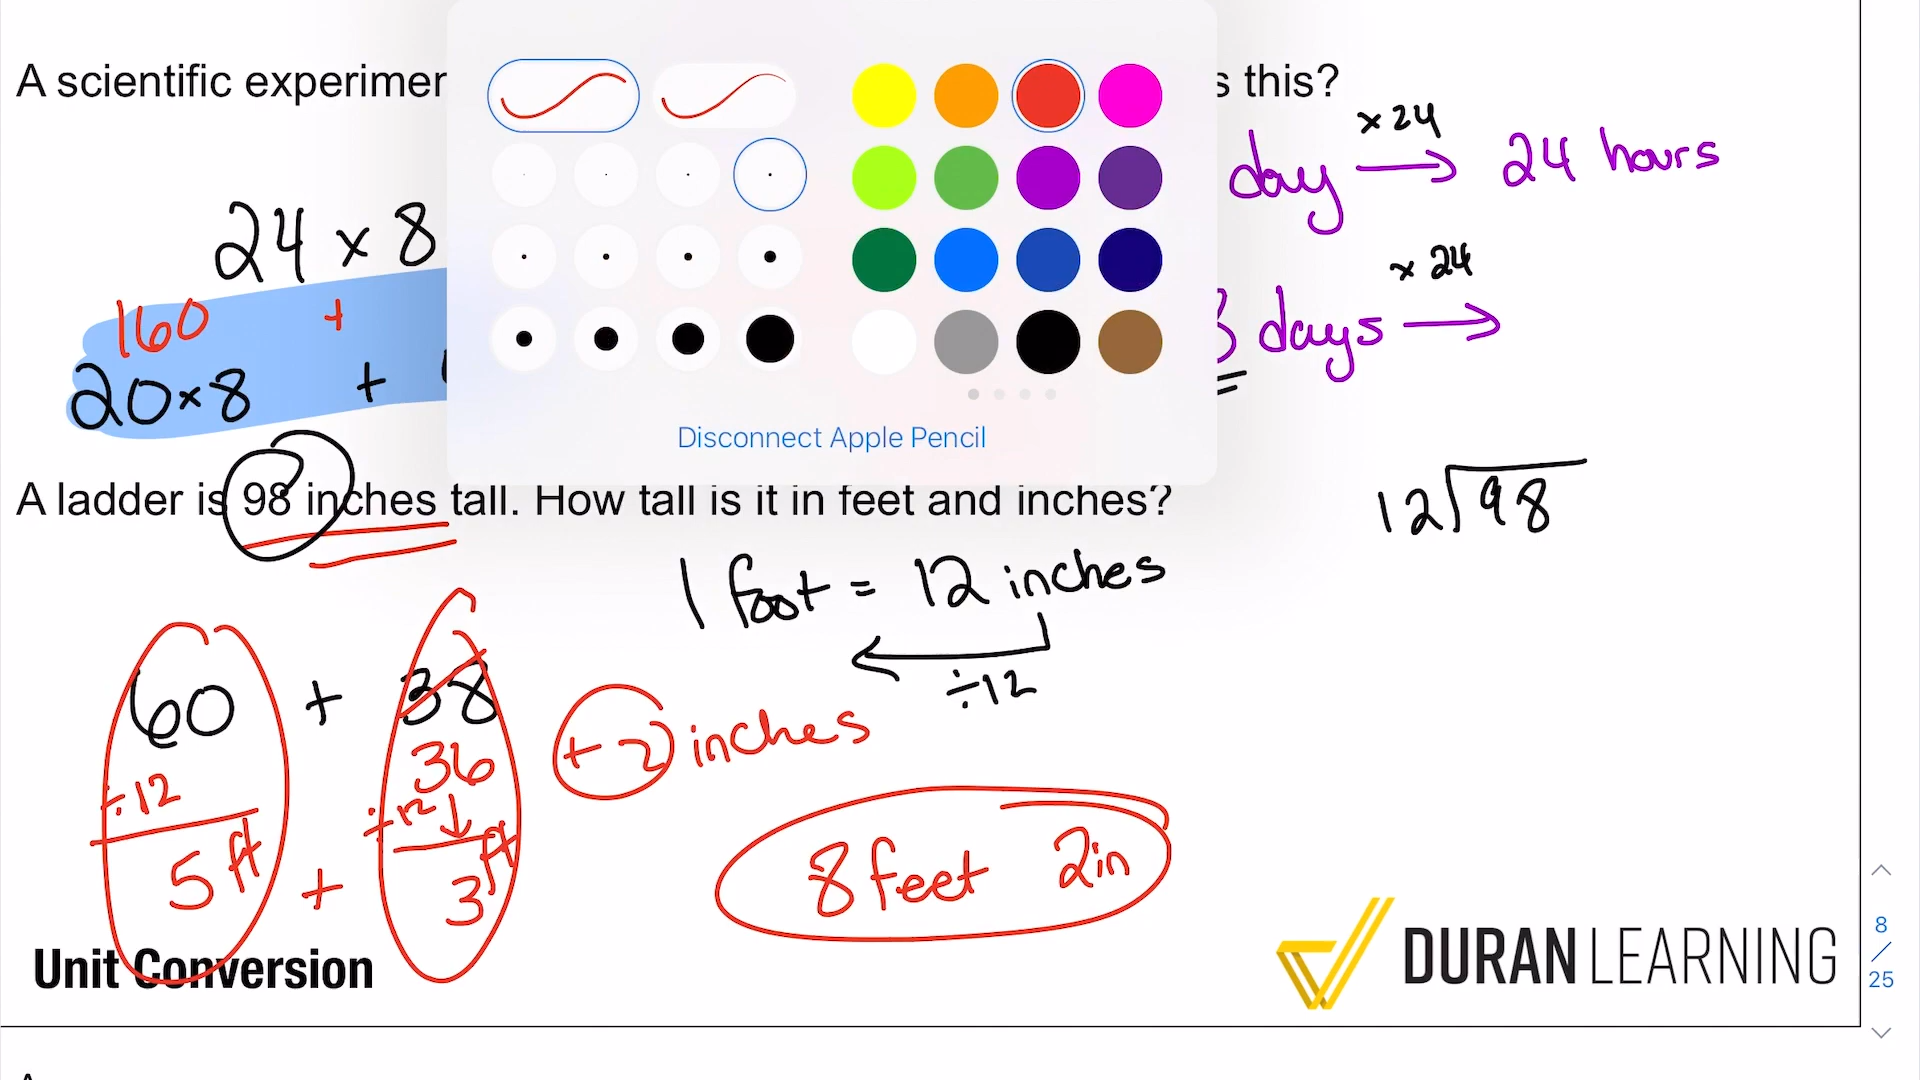 A scientific experimen
s this?
× 24
day → 24 hours
24 × 8
× 24
160 +
days →
20×8 +
Disconnect Apple Pencil
A ladder is 98 inches tall. How tall is it in feet and inches?
12 98
1 foot = 12 inches
÷12
60 + 38
36 + 2 inches
÷12 ÷12
5 ft + 3 ft
8 feet 2in
Unit Conversion
DURAN LEARNING
8
/
25